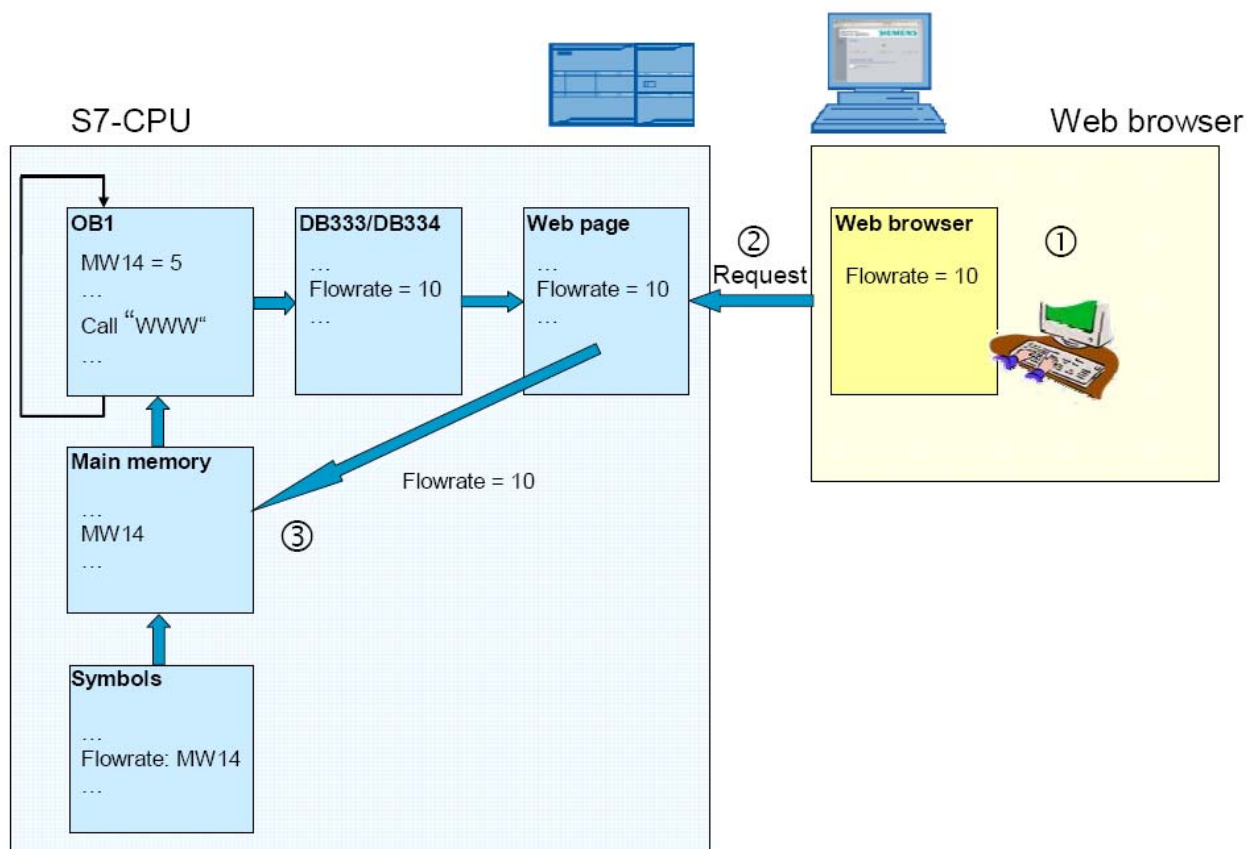 SIEMENS
S7-CPU
Web browser
OB1
MW14 = 5
…
Call “WWW“
…
DB333/DB334
…
Flowrate = 10
…
Web page
…
Flowrate = 10
…
②
Request
Web browser
Flowrate = 10
①
Main memory
…
MW14
…
Flowrate = 10
③
Symbols
…
Flowrate: MW14
…